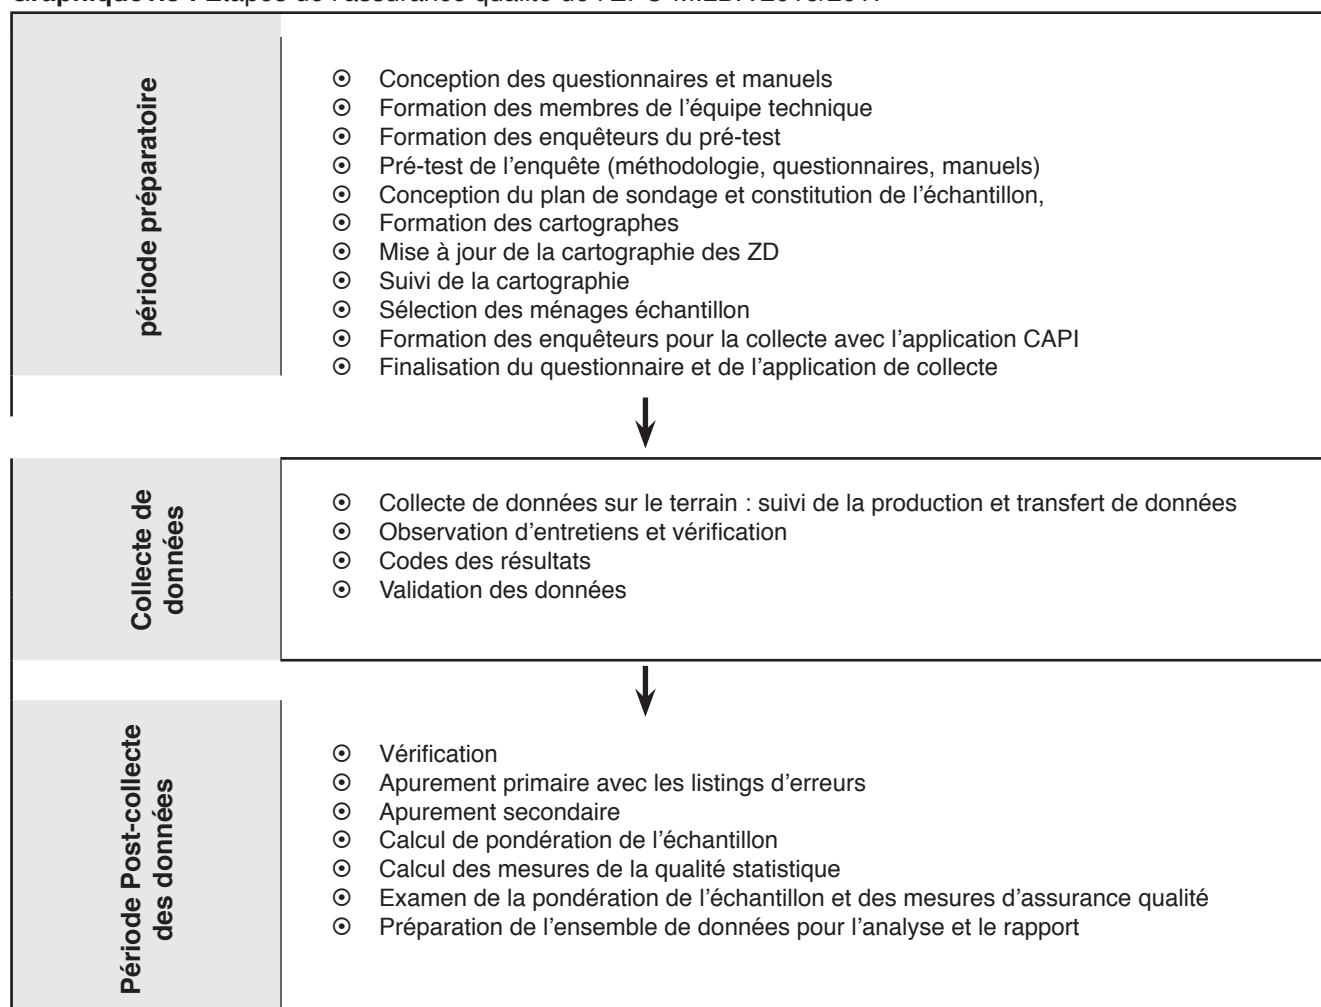 Étapes de l'assurance qualité de l'
période préparatoire
⦿ Conception des questionnaires et manuels
⦿ Formation des membres de l'équipe technique
⦿ Formation des enquêteurs du pré-test
⦿ Pré-test de l'enquête (méthodologie, questionnaires, manuels)
⦿ Conception du plan de sondage et constitution de l'échantillon,
⦿ Formation des cartographes
⦿ Mise à jour de la cartographie des ZD
⦿ Suivi de la cartographie
⦿ Sélection des ménages échantillon
⦿ Formation des enquêteurs pour la collecte avec l'application CAPI
⦿ Finalisation du questionnaire et de l'application de collecte
Collecte de
données
⦿ Collecte de données sur le terrain : suivi de la production et transfert de données
⦿ Observation d'entretiens et vérification
⦿ Codes des résultats
⦿ Validation des données
Période Post-collecte
des données
⦿ Vérification
⦿ Apurement primaire avec les listings d'erreurs
⦿ Apurement secondaire
⦿ Calcul de pondération de l'échantillon
⦿ Calcul des mesures de la qualité statistique
⦿ Examen de la pondération de l'échantillon et des mesures d'assurance qualité
⦿ Préparation de l'ensemble de données pour l'analyse et le rapport